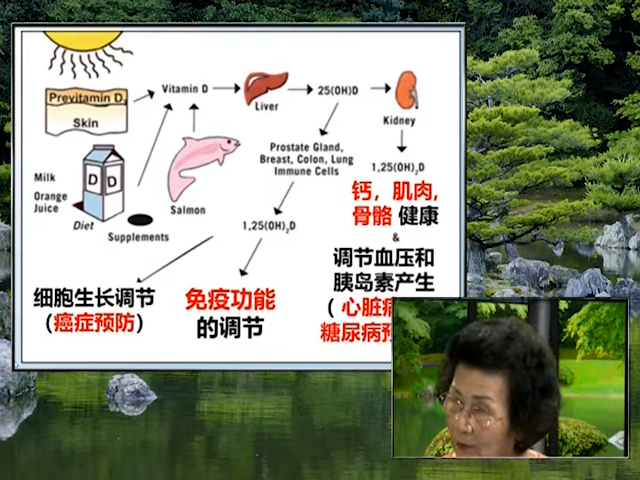 Previtamin D3
Skin
Vitamin D
Liver
25(OH)D
Kidney
Prostate Gland,
Breast, Colon, Lung
Immune Cells
1,25(OH)2D
Milk
Orange
Juice
D D
Diet
Supplements
Salmon
1,25(OH)2D
钙，肌肉,
骨骼 健康
&
调节血压和
胰岛素产生
（ 心脏
糖尿病
细胞生长调节
（癌症预防）
免疫功能
的调节